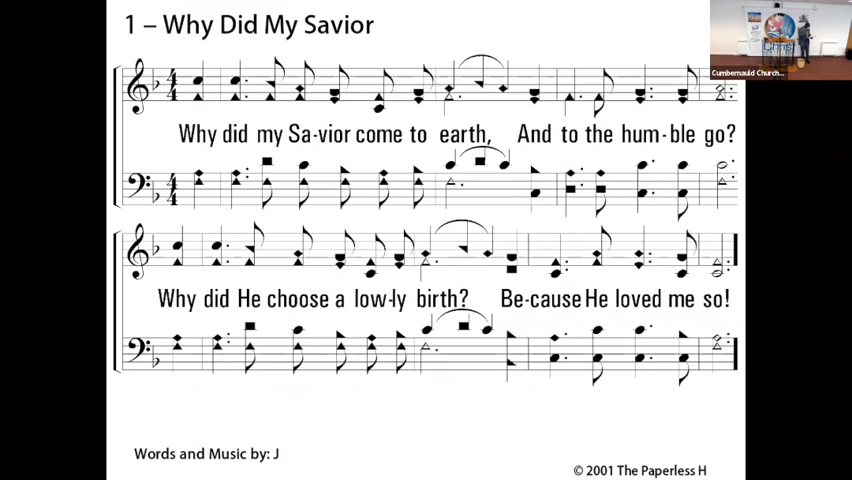 1 – Why Did My Savior
Cumbernauld Church...
Christ
Why did my Sa-vior come to earth, And to the hum-ble go?
Why did He choose a low-ly birth? Be-cause He loved me so!
Words and Music by: J
© 2001 The Paperless H